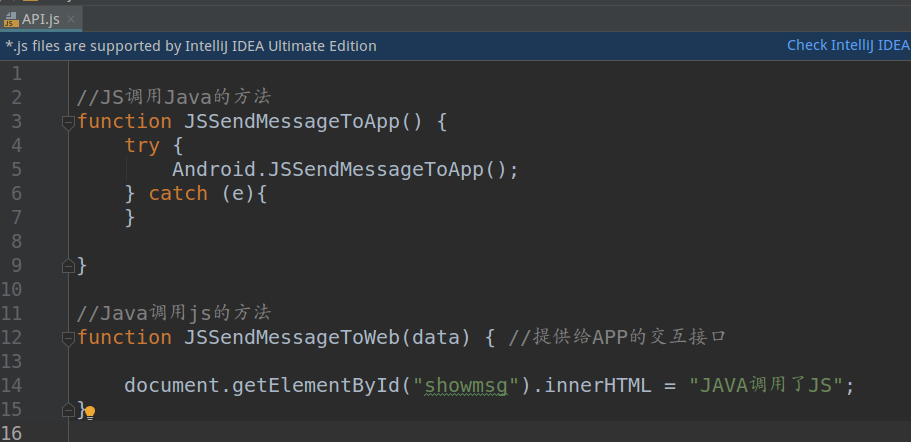 API.js ×
*.js files are supported by IntelliJ IDEA Ultimate Edition Check IntelliJ IDEA
1
2 //JS调用Java的方法
3 function JSSendMessageToApp() {
4 try {
5 Android.JSSendMessageToApp();
6 } catch (e){
7 }
8
9 }
10
11 //Java调用js的方法
12 function JSSendMessageToWeb(data) { //提供给APP的交互接口
13
14 document.getElementById("showmsg").innerHTML = "JAVA调用了JS";
15 }
16